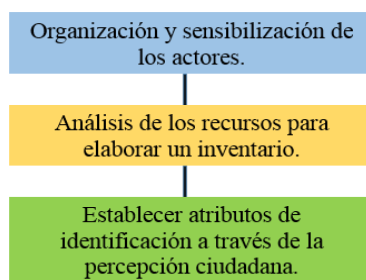 Organización y sensibilización de
los actores.
Análisis de los recursos para
elaborar un inventario.
Establecer atributos de
identificación a través de la
percepción ciudadana.